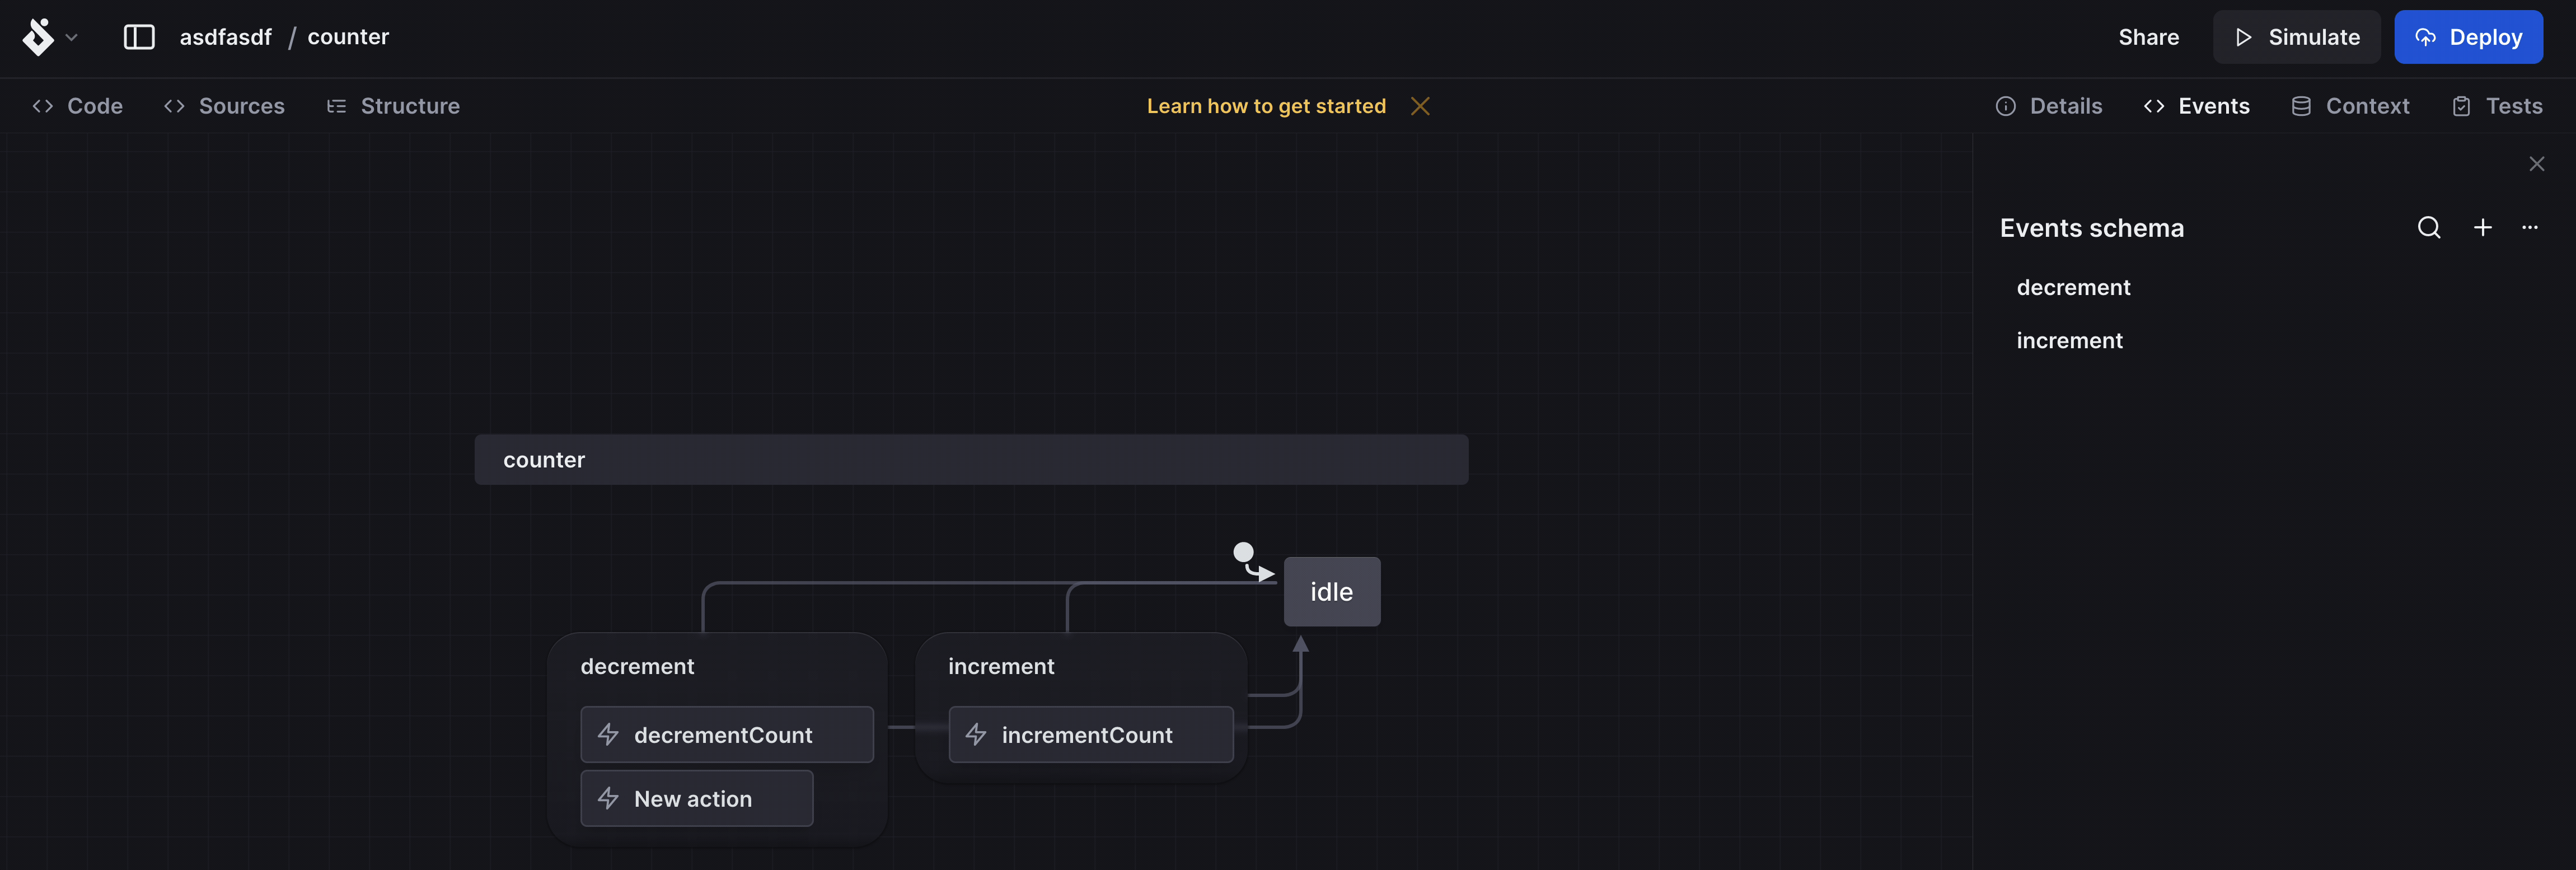 asdfasdf / counter
Share
Simulate
Deploy
Code
Sources
Structure
Learn how to get started
Details
Events
Context
Tests
Events schema
decrement
increment
counter
idle
decrement
decrementCount
New action
increment
incrementCount